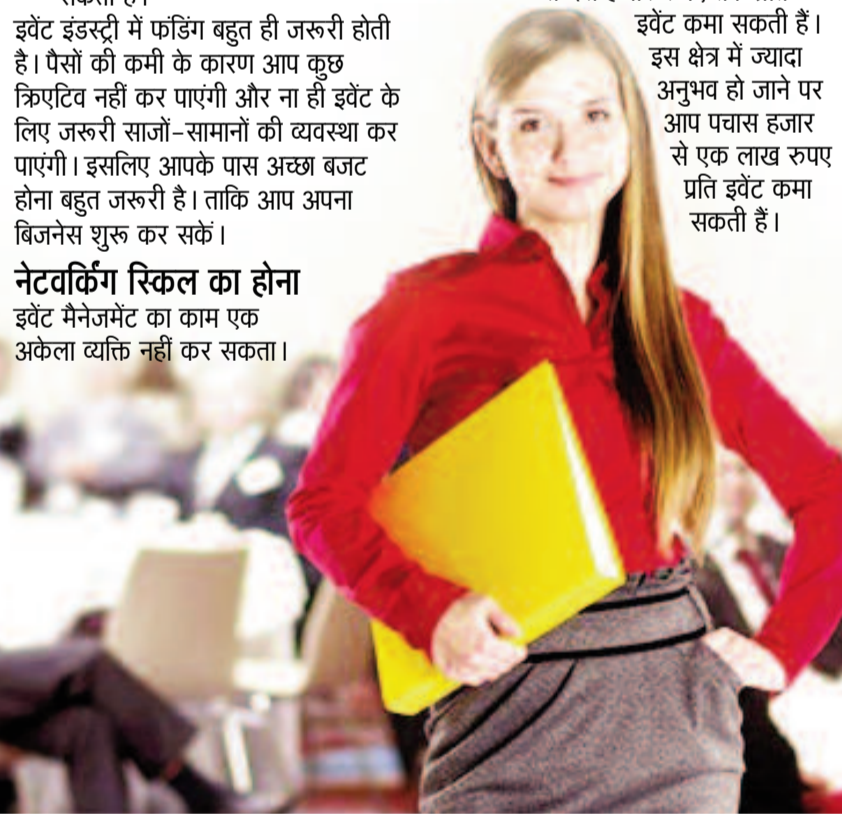 इवेंट इंडस्ट्री में फंडिंग बहुत ही जरूरी होती
है। पैसों की कमी के कारण आप कुछ
क्रिएटिव नहीं कर पाएंगी और ना ही इवेंट के
लिए जरूरी साजों-सामानों की व्यवस्था कर
पाएंगी। इसलिए आपके पास अच्छा बजट
होना बहुत जरूरी है। ताकि आप अपना
बिजनेस शुरू कर सकें।
नेटवर्किंग स्किल का होना
इवेंट मैनेजमेंट का काम एक
अकेला व्यक्ति नहीं कर सकता।
इवेंट कमा सकती हैं।
इस क्षेत्र में ज्यादा
अनुभव हो जाने पर
आप पचास हजार
से एक लाख रुपए
प्रति इवेंट कमा
सकती हैं।